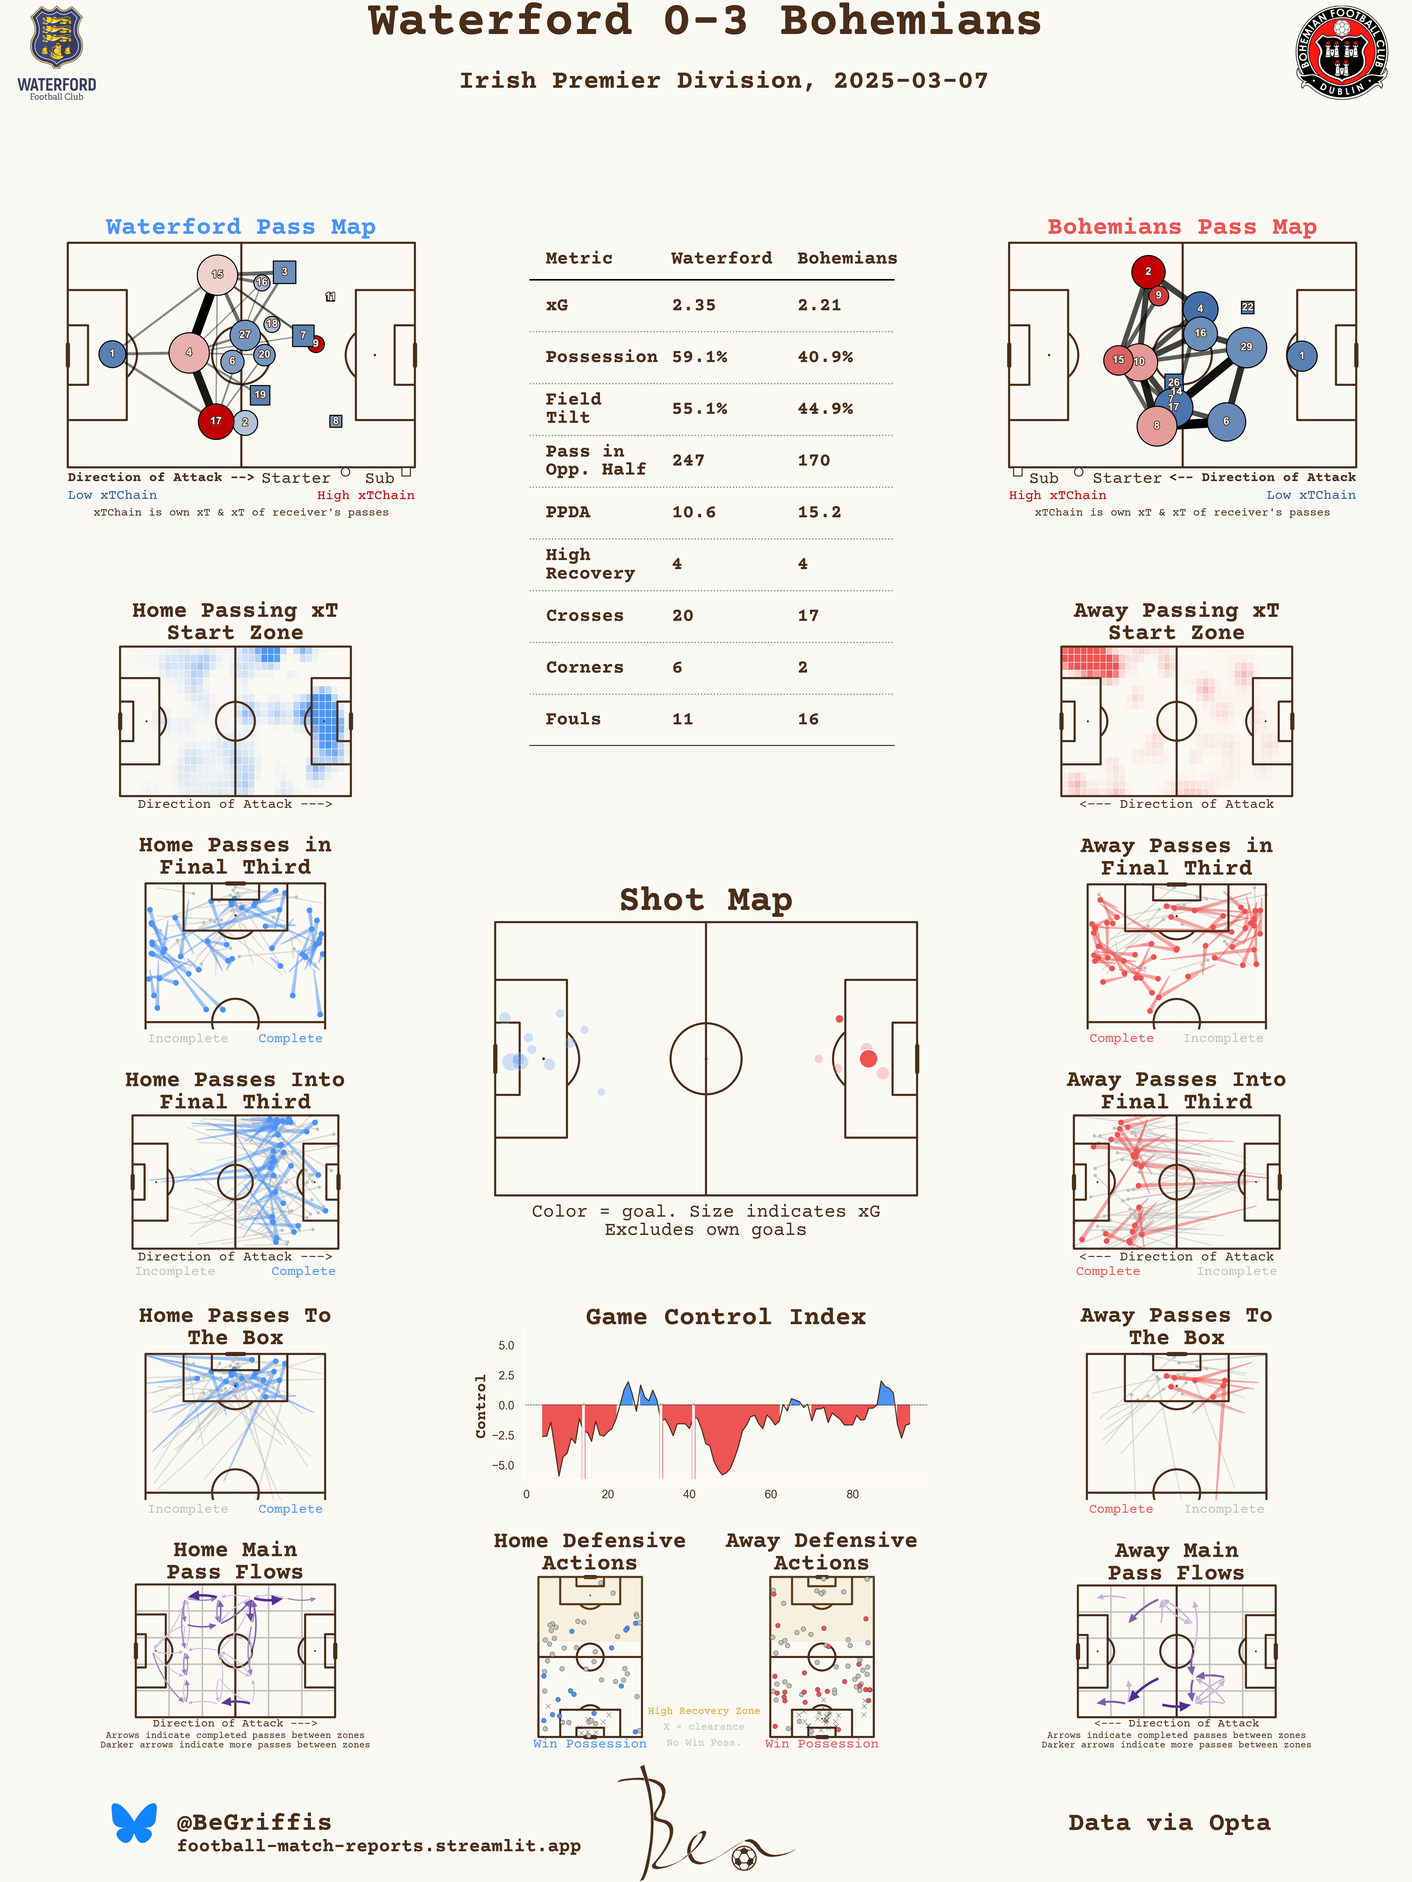 Waterford 0-3 Bohemians
Irish Premier Division, 2025-03-07
WATERFORD
Football Club
BOHEMIAN FOOTBALL CLUB
DUBLIN
Waterford Pass Map
15
3
16
11
18
27
7
9
1
4
6
20
19
17
2
8
Direction of Attack --> Starter Sub
Low xTChain High xTChain
xTChain is own xT & xT of receiver's passes
Metric Waterford Bohemians
xG 2.35 2.21
Possession 59.1% 40.9%
Field
Tilt 55.1% 44.9%
Pass in
Opp. Half 247 170
PPDA 10.6 15.2
High
Recovery 4 4
Crosses 20 17
Corners 6 2
Fouls 11 16
Bohemians Pass Map
2
9
4
22
16
29
15
10
1
26
14
7
17
8
6
Sub Starter <-- Direction of Attack
High xTChain Low xTChain
xTChain is own xT & xT of receiver's passes
Home Passing xT
Start Zone
Direction of Attack --->
Away Passing xT
Start Zone
<--- Direction of Attack
Home Passes in
Final Third
Incomplete Complete
Away Passes in
Final Third
Complete Incomplete
Shot Map
Color = goal. Size indicates xG
Excludes own goals
Home Passes Into
Final Third
Direction of Attack --->
Incomplete Complete
Away Passes Into
Final Third
<--- Direction of Attack
Complete Incomplete
Home Passes To
The Box
Incomplete Complete
Game Control Index
Control
5.0
2.5
0.0
−2.5
−5.0
0 20 40 60 80
Away Passes To
The Box
Complete Incomplete
Home Main
Pass Flows
Direction of Attack --->
Arrows indicate completed passes between zones
Darker arrows indicate more passes between zones
Home Defensive
Actions
Win Possession
High Recovery Zone
X = clearance
No Win Poss.
Away Defensive
Actions
Win Possession
Away Main
Pass Flows
<--- Direction of Attack
Arrows indicate completed passes between zones
Darker arrows indicate more passes between zones
@BeGriffis
football-match-reports.streamlit.app
Ben
Data via Opta